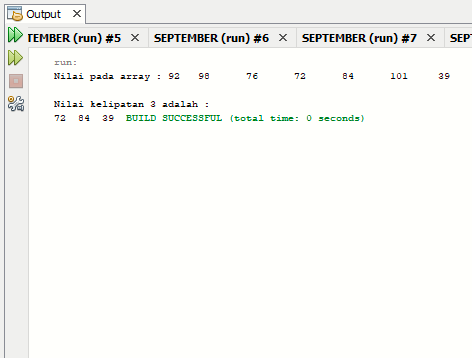 Output
TEMBER (run) #5 SEPTEMBER (run) #6 SEPTEMBER (run) #7 SEPT
run:
Nilai pada array : 92 98 76 72 84 101 39
Nilai kelipatan 3 adalah :
72 84 39 BUILD SUCCESSFUL (total time: 0 seconds)